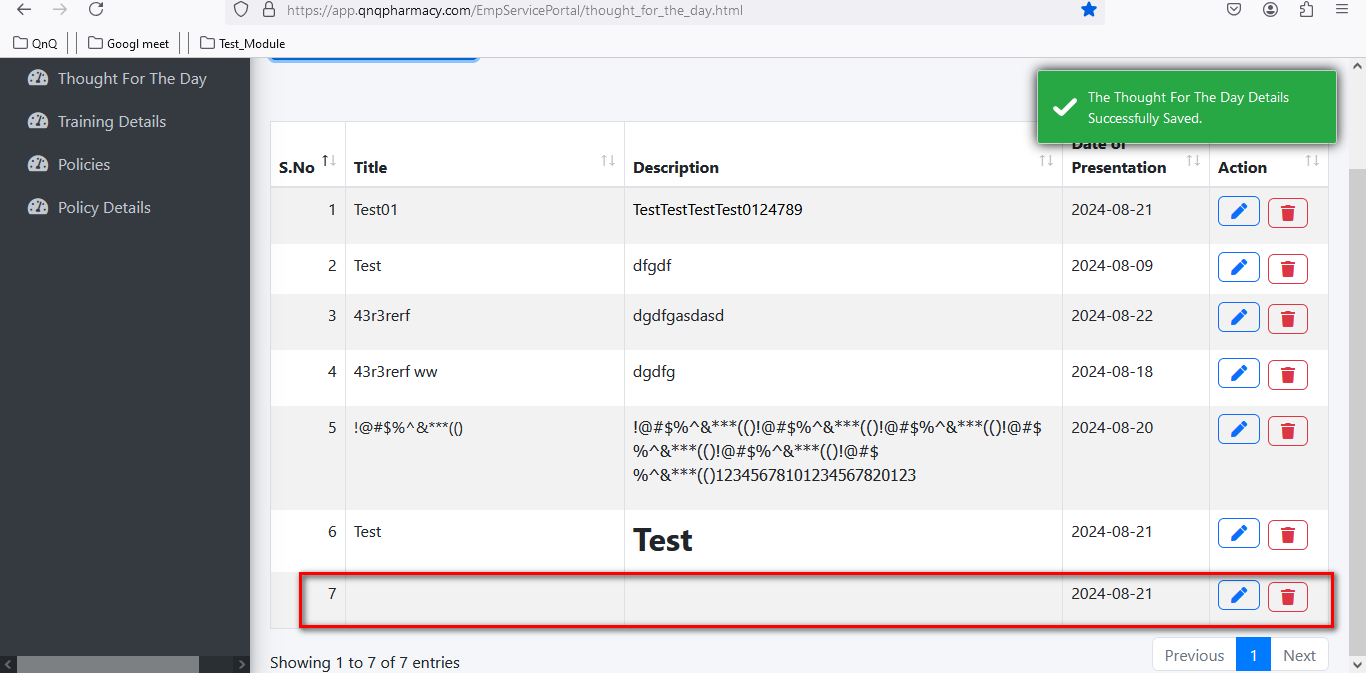 https://app.qnqpharmacy.com/EmpServicePortal/thought_for_the_day.html
QnQ
Googl meet
Test_Module
Thought For The Day
Training Details
Policies
Policy Details
The Thought For The Day Details
Successfully Saved.
S.No Title Description Date of Presentation Action
1 Test01 TestTestTestTest0124789 2024-08-21
2 Test dfgdf 2024-08-09
3 43r3rerf dgdfgasdasd 2024-08-22
4 43r3rerf ww dgdfg 2024-08-18
5 !@#$%^&***(() !@#$%^&***(()!@#$%^&***(()!@#$%^&***(()!@#$ 2024-08-20
%^&***(()!@#$%^&***(()!@#$
%^&***(()12345678101234567820123
6 Test Test 2024-08-21
7 2024-08-21
Showing 1 to 7 of 7 entries
Previous 1 Next